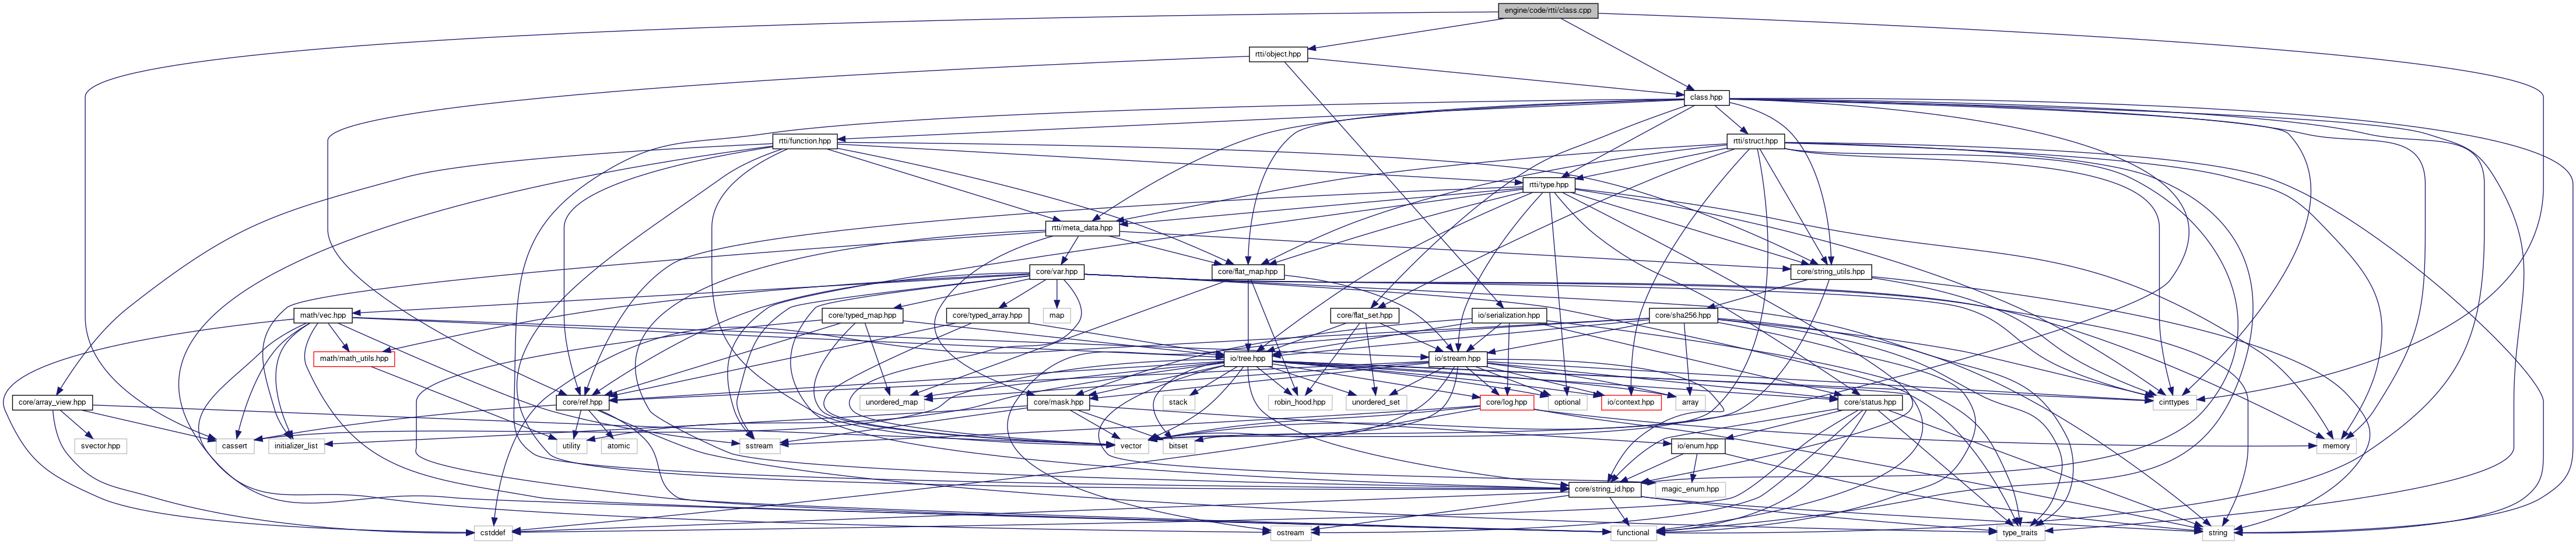 engine/code/rtti/class.cpp
rtti/object.hpp
class.hpp
rtti/function.hpp
rtti/struct.hpp
rtti/type.hpp
rtti/meta_data.hpp
core/var.hpp
core/flat_map.hpp
core/string_utils.hpp
math/vec.hpp
core/typed_map.hpp
core/typed_array.hpp
map
core/flat_set.hpp
io/serialization.hpp
core/sha256.hpp
math/math_utils.hpp
io/tree.hpp
io/stream.hpp
core/array_view.hpp
core/ref.hpp
unordered_map
core/mask.hpp
stack
robin_hood.hpp
unordered_set
core/log.hpp
optional
io/context.hpp
array
core/status.hpp
cinttypes
svector.hpp
cassert
initializer_list
utility
atomic
sstream
vector
bitset
io/enum.hpp
memory
core/string_id.hpp
magic_enum.hpp
cstddef
ostream
functional
type_traits
string